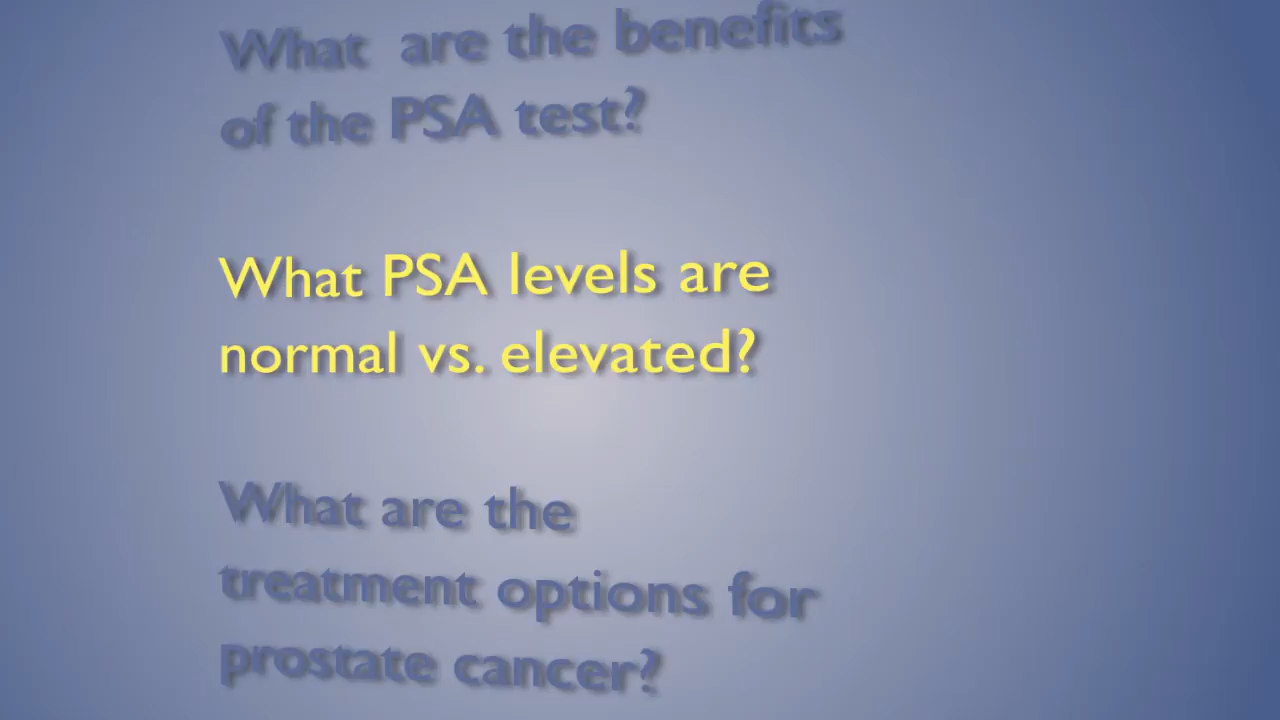 What are the benefits
of the PSA test?
What PSA levels are
normal vs. elevated?
What are the
treatment options for
prostate cancer?